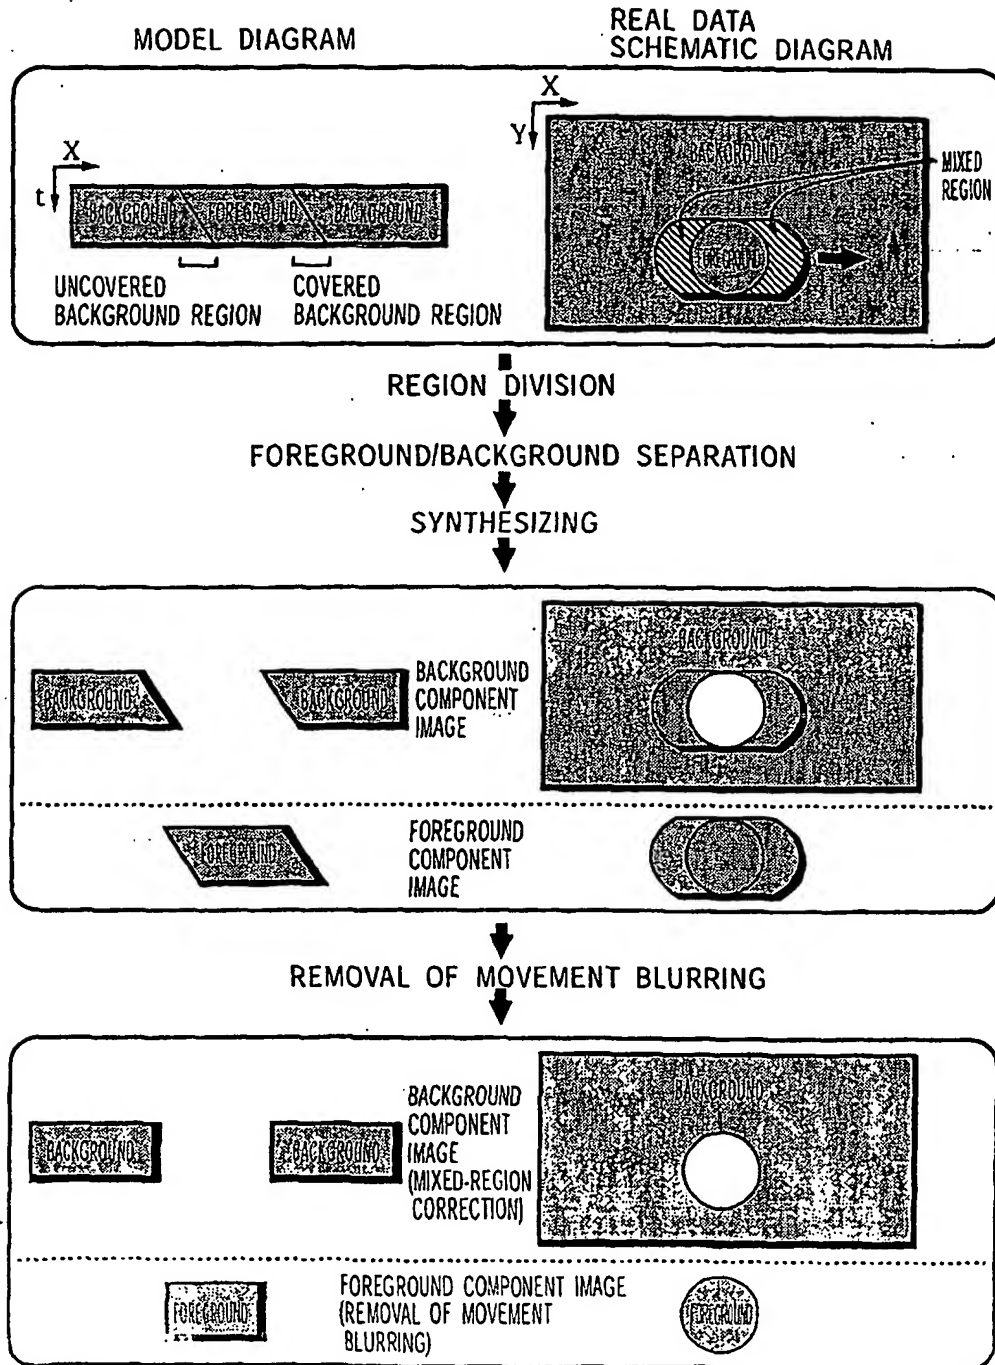 MODEL DIAGRAM
REAL DATA
SCHEMATIC DIAGRAM
X
t
BACKGROUND
FOREGROUND
BACKGROUND
UNCOVERED
BACKGROUND REGION
COVERED
BACKGROUND REGION
X
Y
BACKGROUND
MIXED
REGION
FOREGROUND
REGION DIVISION
FOREGROUND/BACKGROUND SEPARATION
SYNTHESIZING
BACKGROUND
BACKGROUND
BACKGROUND
COMPONENT
IMAGE
BACKGROUND
FOREGROUND
FOREGROUND
COMPONENT
IMAGE
REMOVAL OF MOVEMENT BLURRING
BACKGROUND
BACKGROUND
BACKGROUND
COMPONENT
IMAGE
(MIXED-REGION
CORRECTION)
BACKGROUND
FOREGROUND
FOREGROUND COMPONENT IMAGE
(REMOVAL OF MOVEMENT
BLURRING)
FOREGROUND